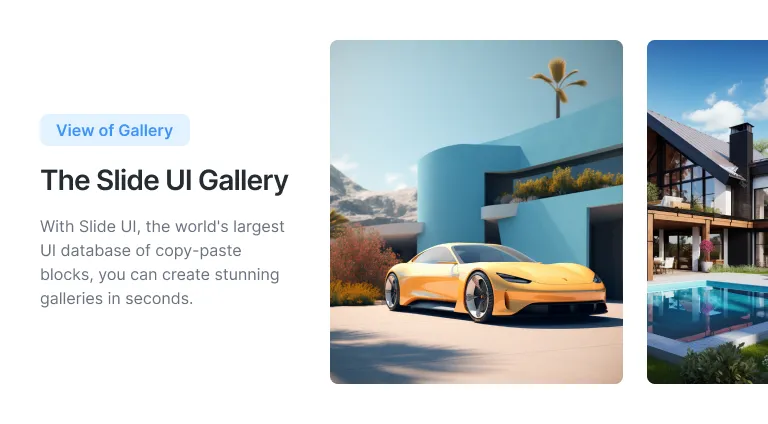 View of Gallery
The Slide UI Gallery
With Slide UI, the world's largest
UI database of copy-paste
blocks, you can create stunning
galleries in seconds.